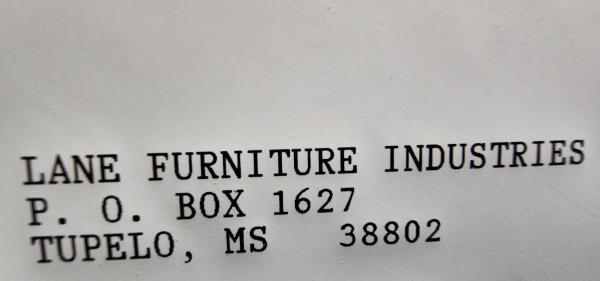 LANE FURNITURE INDUSTRIES
P. O. BOX 1627
TUPELO, MS 38802